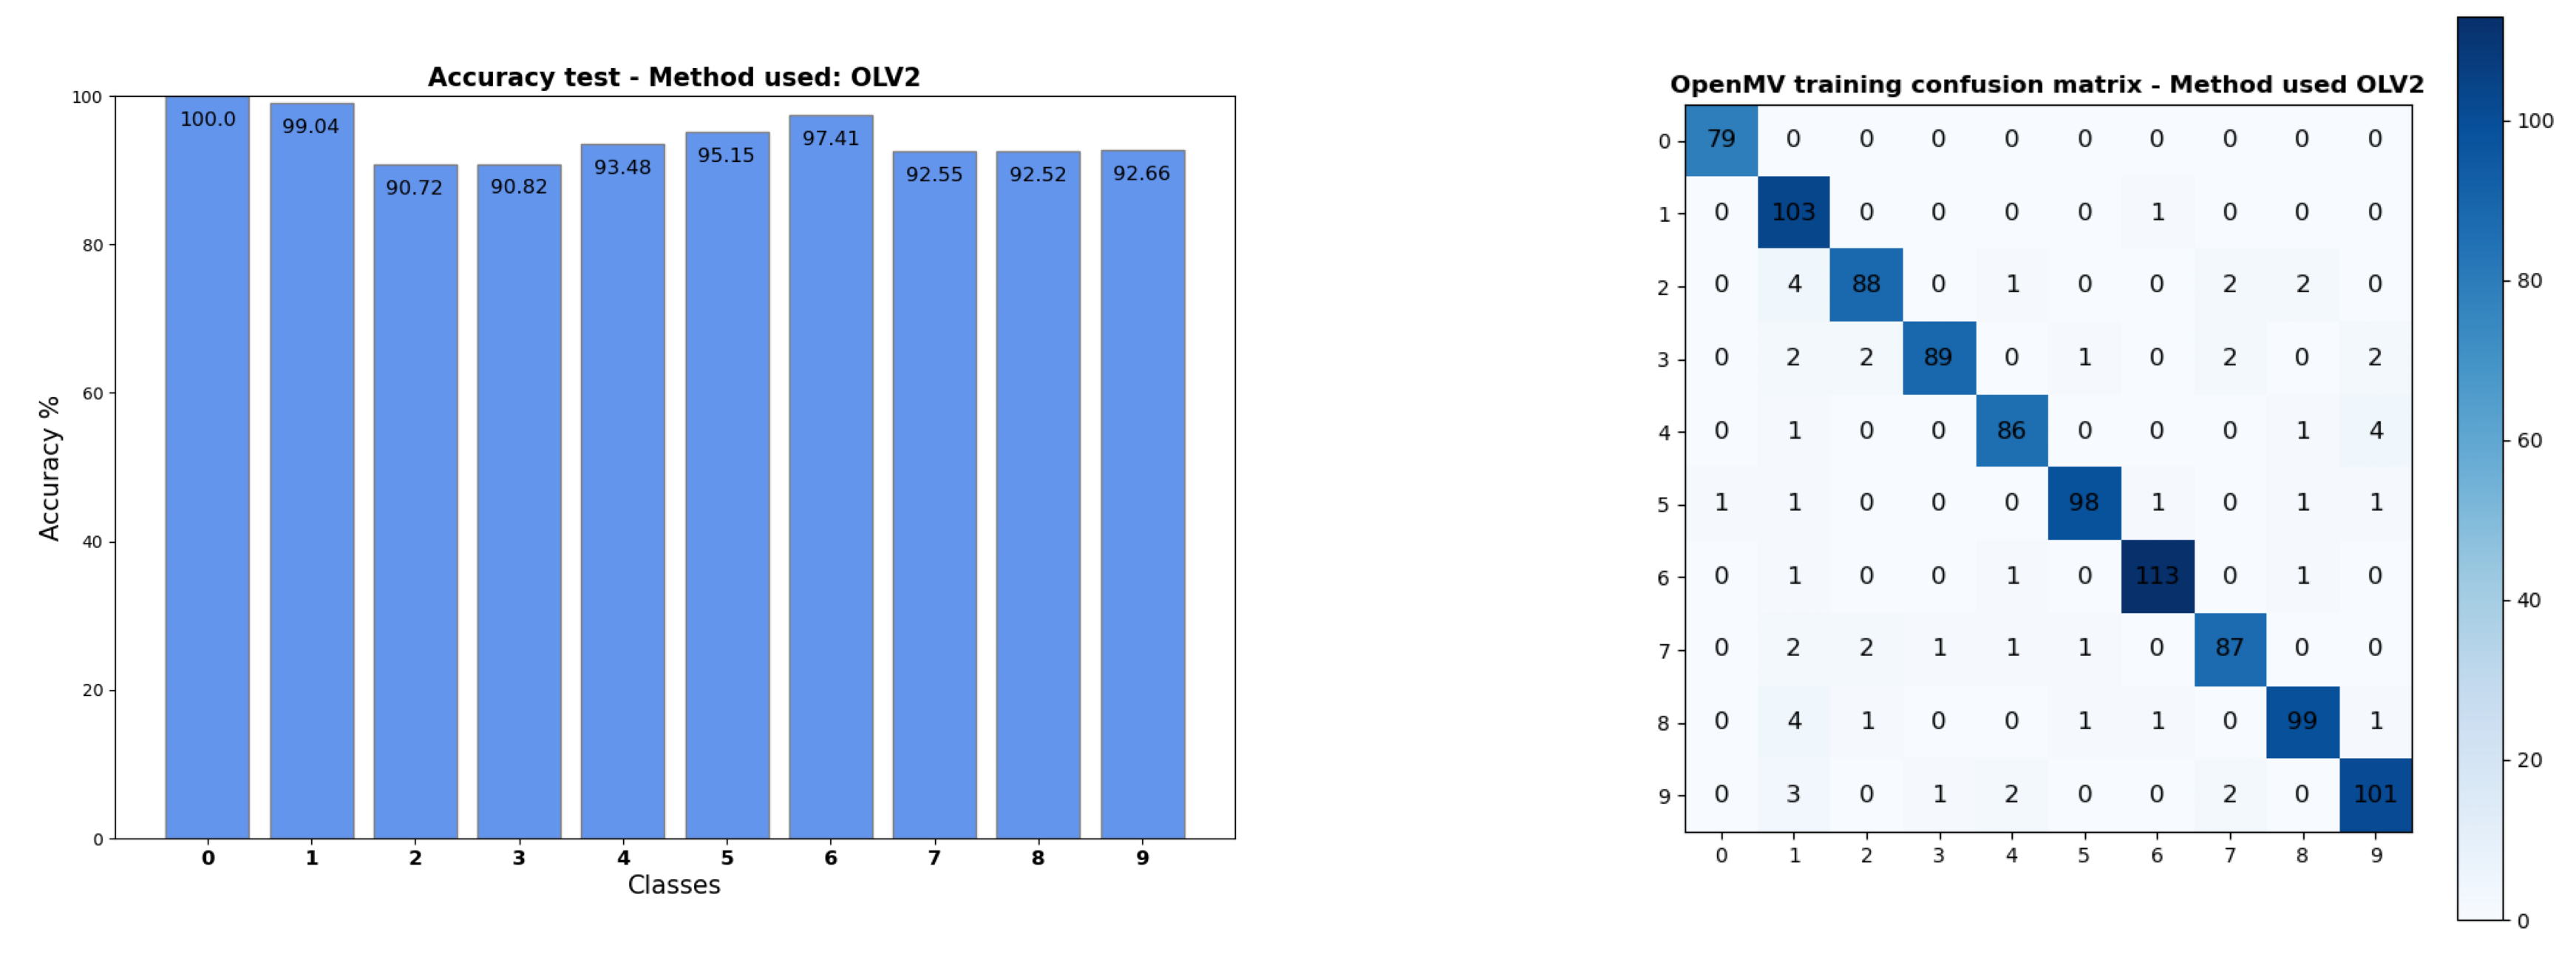 Accuracy test - Method used: OLV2
100
80
60
40
20
0
Accuracy %
100.0 99.04 90.72 90.82 93.48 95.15 97.41 92.55 92.52 92.66
0 1 2 3 4 5 6 7 8 9
Classes
OpenMV training confusion matrix - Method used OLV2
0 79 0 0 0 0 0 0 0 0 0
1 0 103 0 0 0 0 1 0 0 0
2 0 4 88 0 1 0 0 2 2 0
3 0 2 2 89 0 1 0 2 0 2
4 0 1 0 0 86 0 0 0 1 4
5 1 1 0 0 0 98 1 0 1 1
6 0 1 0 0 1 0 113 0 1 0
7 0 2 2 1 1 1 0 87 0 0
8 0 4 1 0 0 1 1 0 99 1
9 0 3 0 1 2 0 0 2 0 101
0 1 2 3 4 5 6 7 8 9
100
80
60
40
20
0